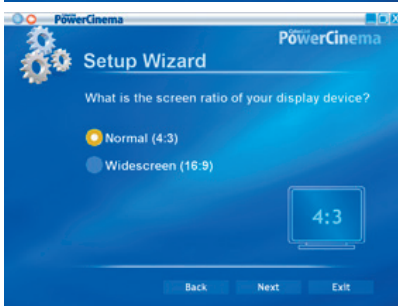 PowerCinema
CyberLink
PowerCinema
Setup Wizard
What is the screen ratio of your display device?
Normal (4:3)
Widescreen (16:9)
4:3
Back Next Exit